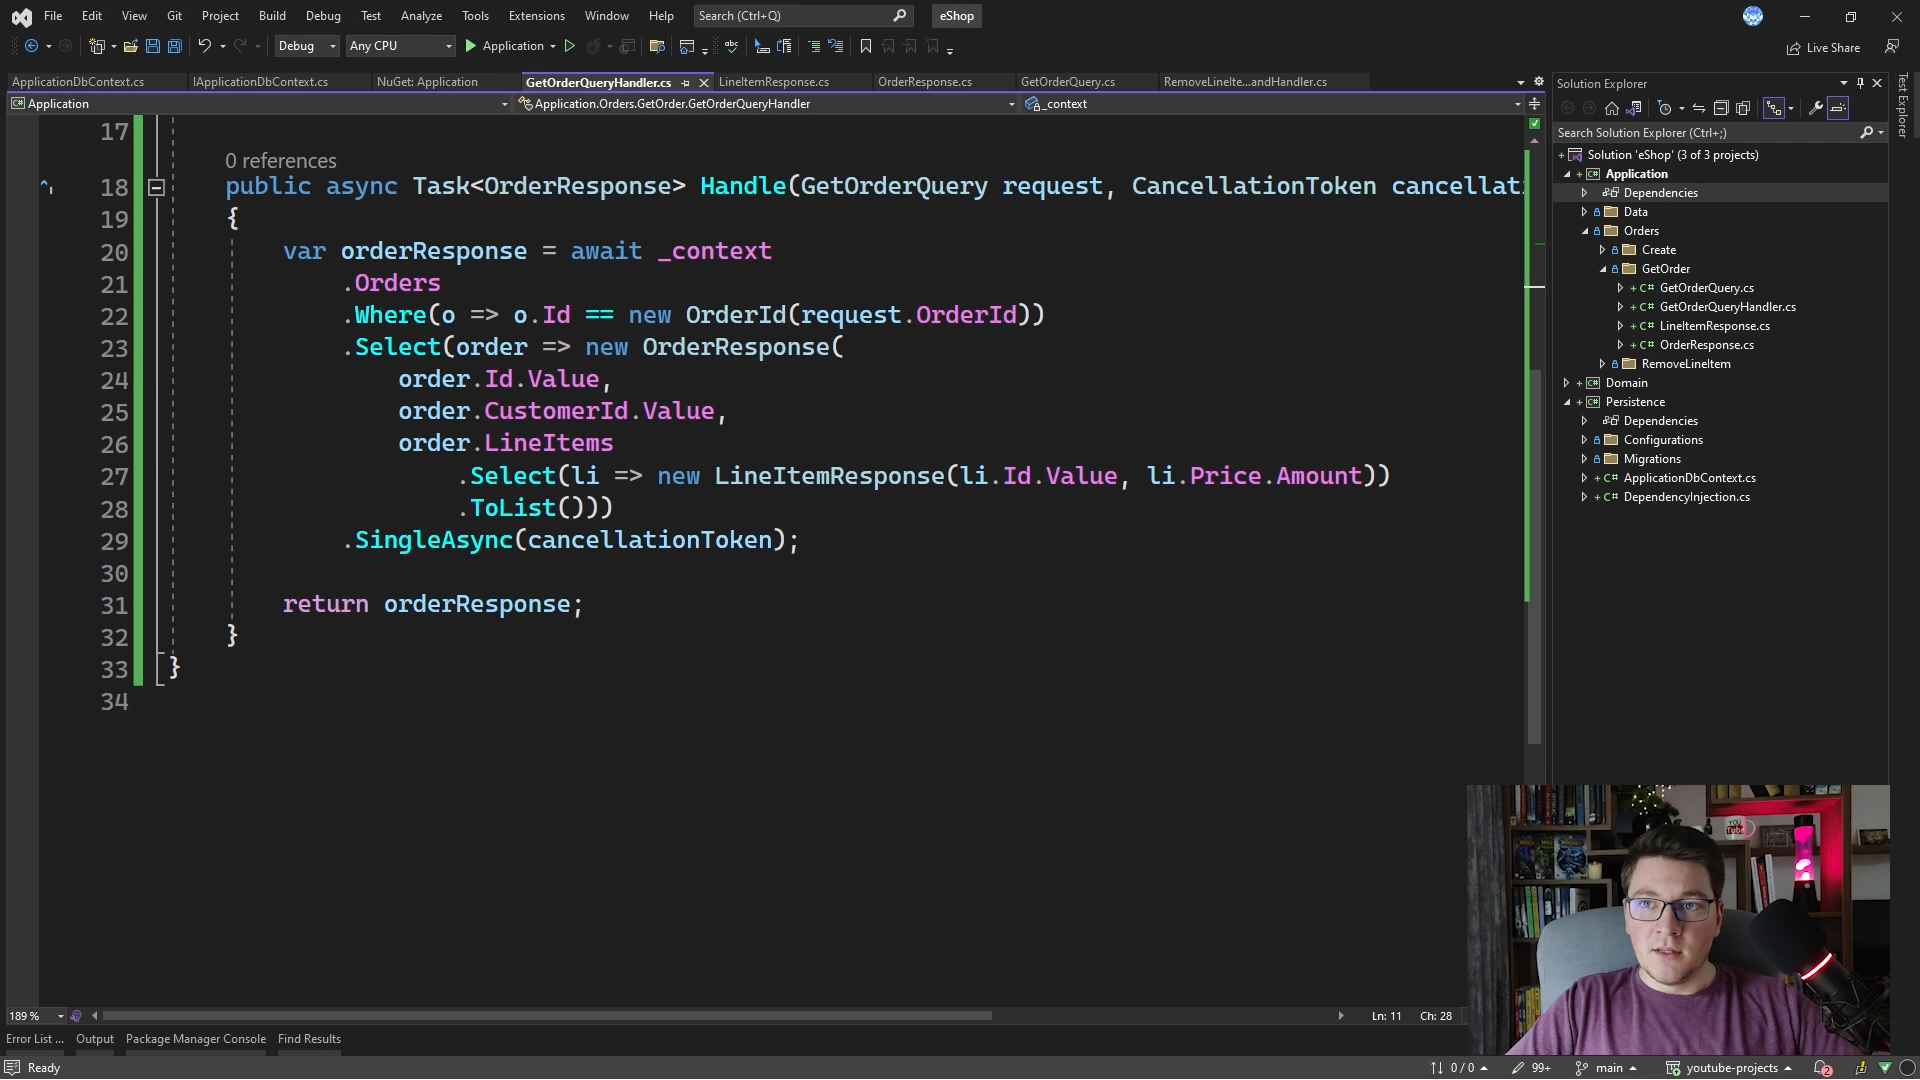 File Edit View Git Project Build Debug Test Analyze Tools Extensions Window Help Search (Ctrl+Q) eShop
Debug Any CPU Application Live Share
ApplicationDbContext.cs IApplicationDbContext.cs NuGet: Application GetOrderQueryHandler.cs LineItemResponse.cs OrderResponse.cs GetOrderQuery.cs RemoveLineIte...andHandler.cs
Application Application.Orders.GetOrder.GetOrderQueryHandler _context
17
0 references
18 public async Task<OrderResponse> Handle(GetOrderQuery request, CancellationToken cancellati
19 {
20 var orderResponse = await _context
21 .Orders
22 .Where(o => o.Id == new OrderId(request.OrderId))
23 .Select(order => new OrderResponse(
24 order.Id.Value,
25 order.CustomerId.Value,
26 order.LineItems
27 .Select(li => new LineItemResponse(li.Id.Value, li.Price.Amount))
28 .ToList()))
29 .SingleAsync(cancellationToken);
30
31 return orderResponse;
32 }
33 }
34
189 % Ln: 11 Ch: 28
Error List ... Output Package Manager Console Find Results
Ready 0 / 0 99+ main youtube-projects 2
Solution Explorer
Search Solution Explorer (Ctrl+;)
Solution 'eShop' (3 of 3 projects)
Application
Dependencies
Data
Orders
Create
GetOrder
GetOrderQuery.cs
GetOrderQueryHandler.cs
LineItemResponse.cs
OrderResponse.cs
RemoveLineItem
Domain
Persistence
Dependencies
Configurations
Migrations
ApplicationDbContext.cs
DependencyInjection.cs
Test Explorer
YOU
Tube